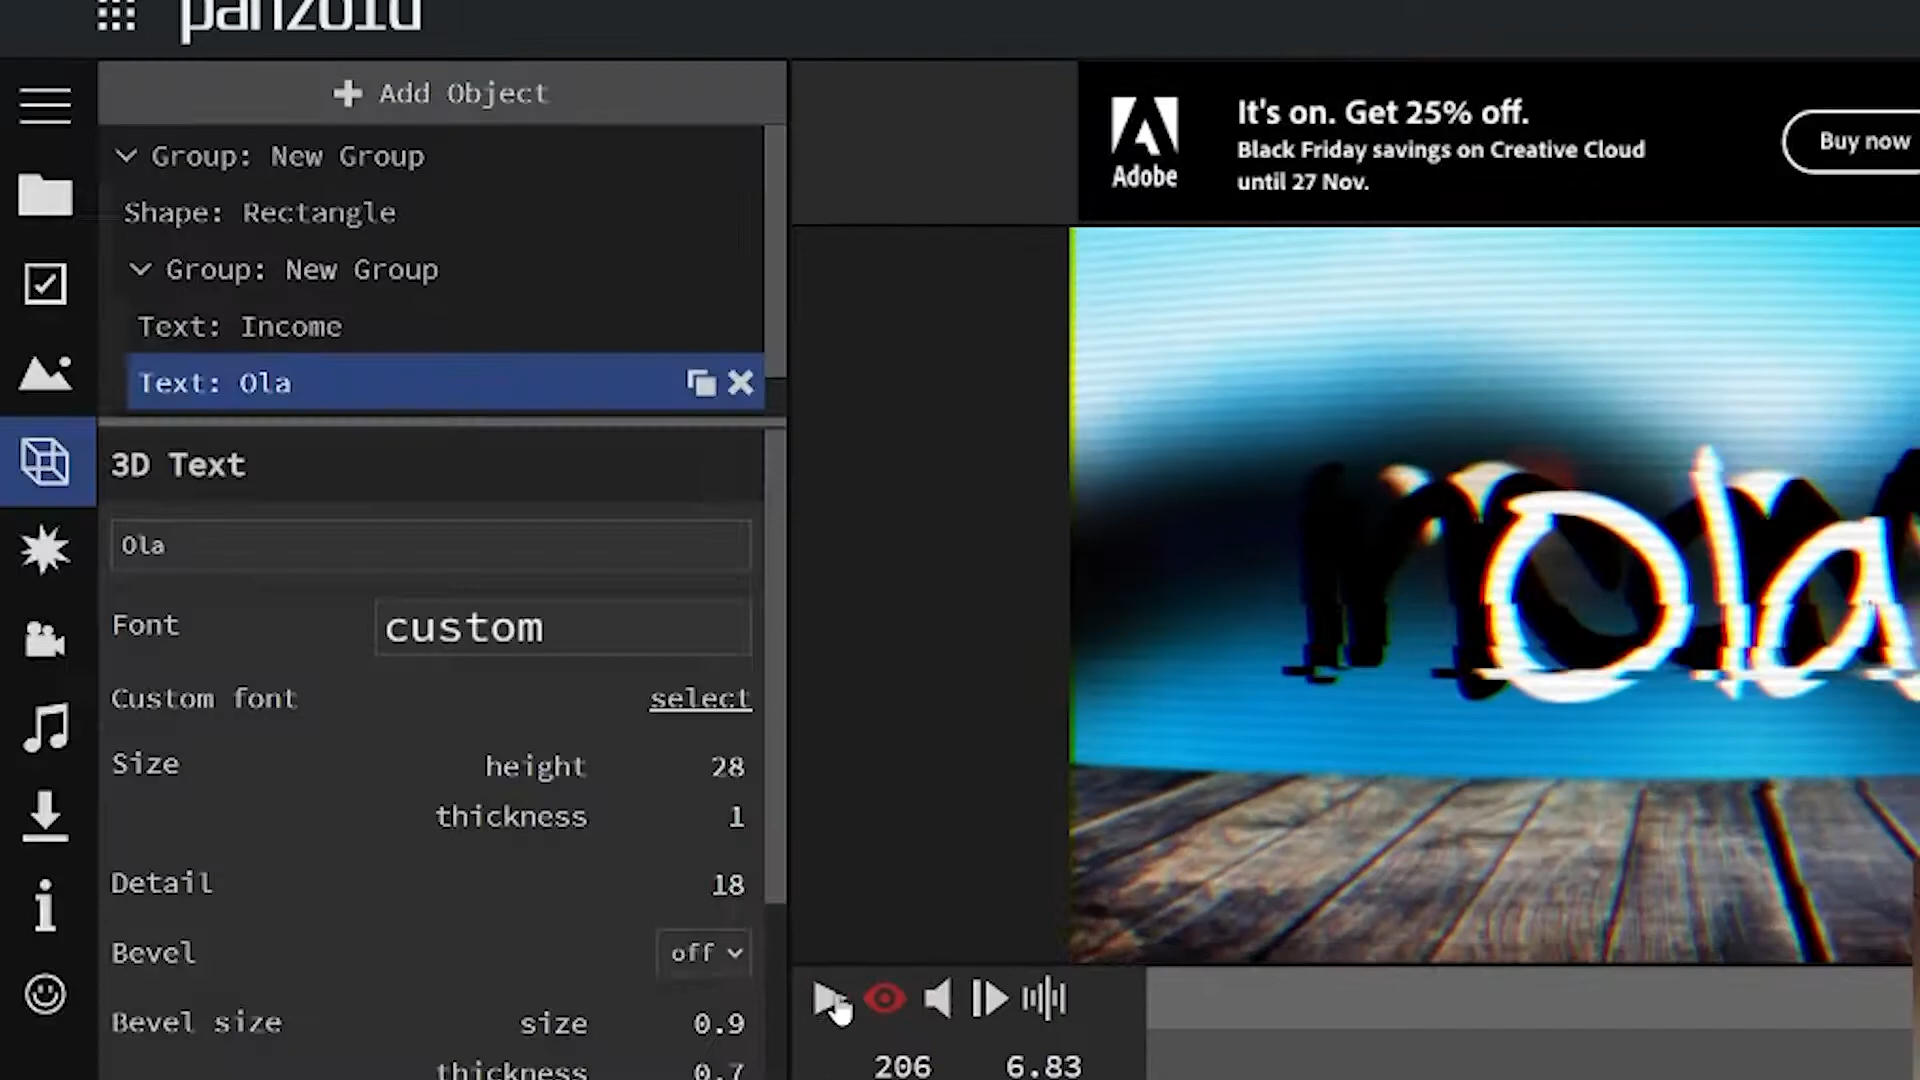 panzoid
Add Object
Group: New Group
Shape: Rectangle
Group: New Group
Text: Income
Text: Ola
3D Text
Ola
Font custom
Custom font select
Size height 28
thickness 1
Detail 18
Bevel off
Bevel size size 0.9
thickness 0.7
Adobe
It's on. Get 25% off.
Black Friday savings on Creative Cloud
until 27 Nov.
Buy now
Ola
206 6.83